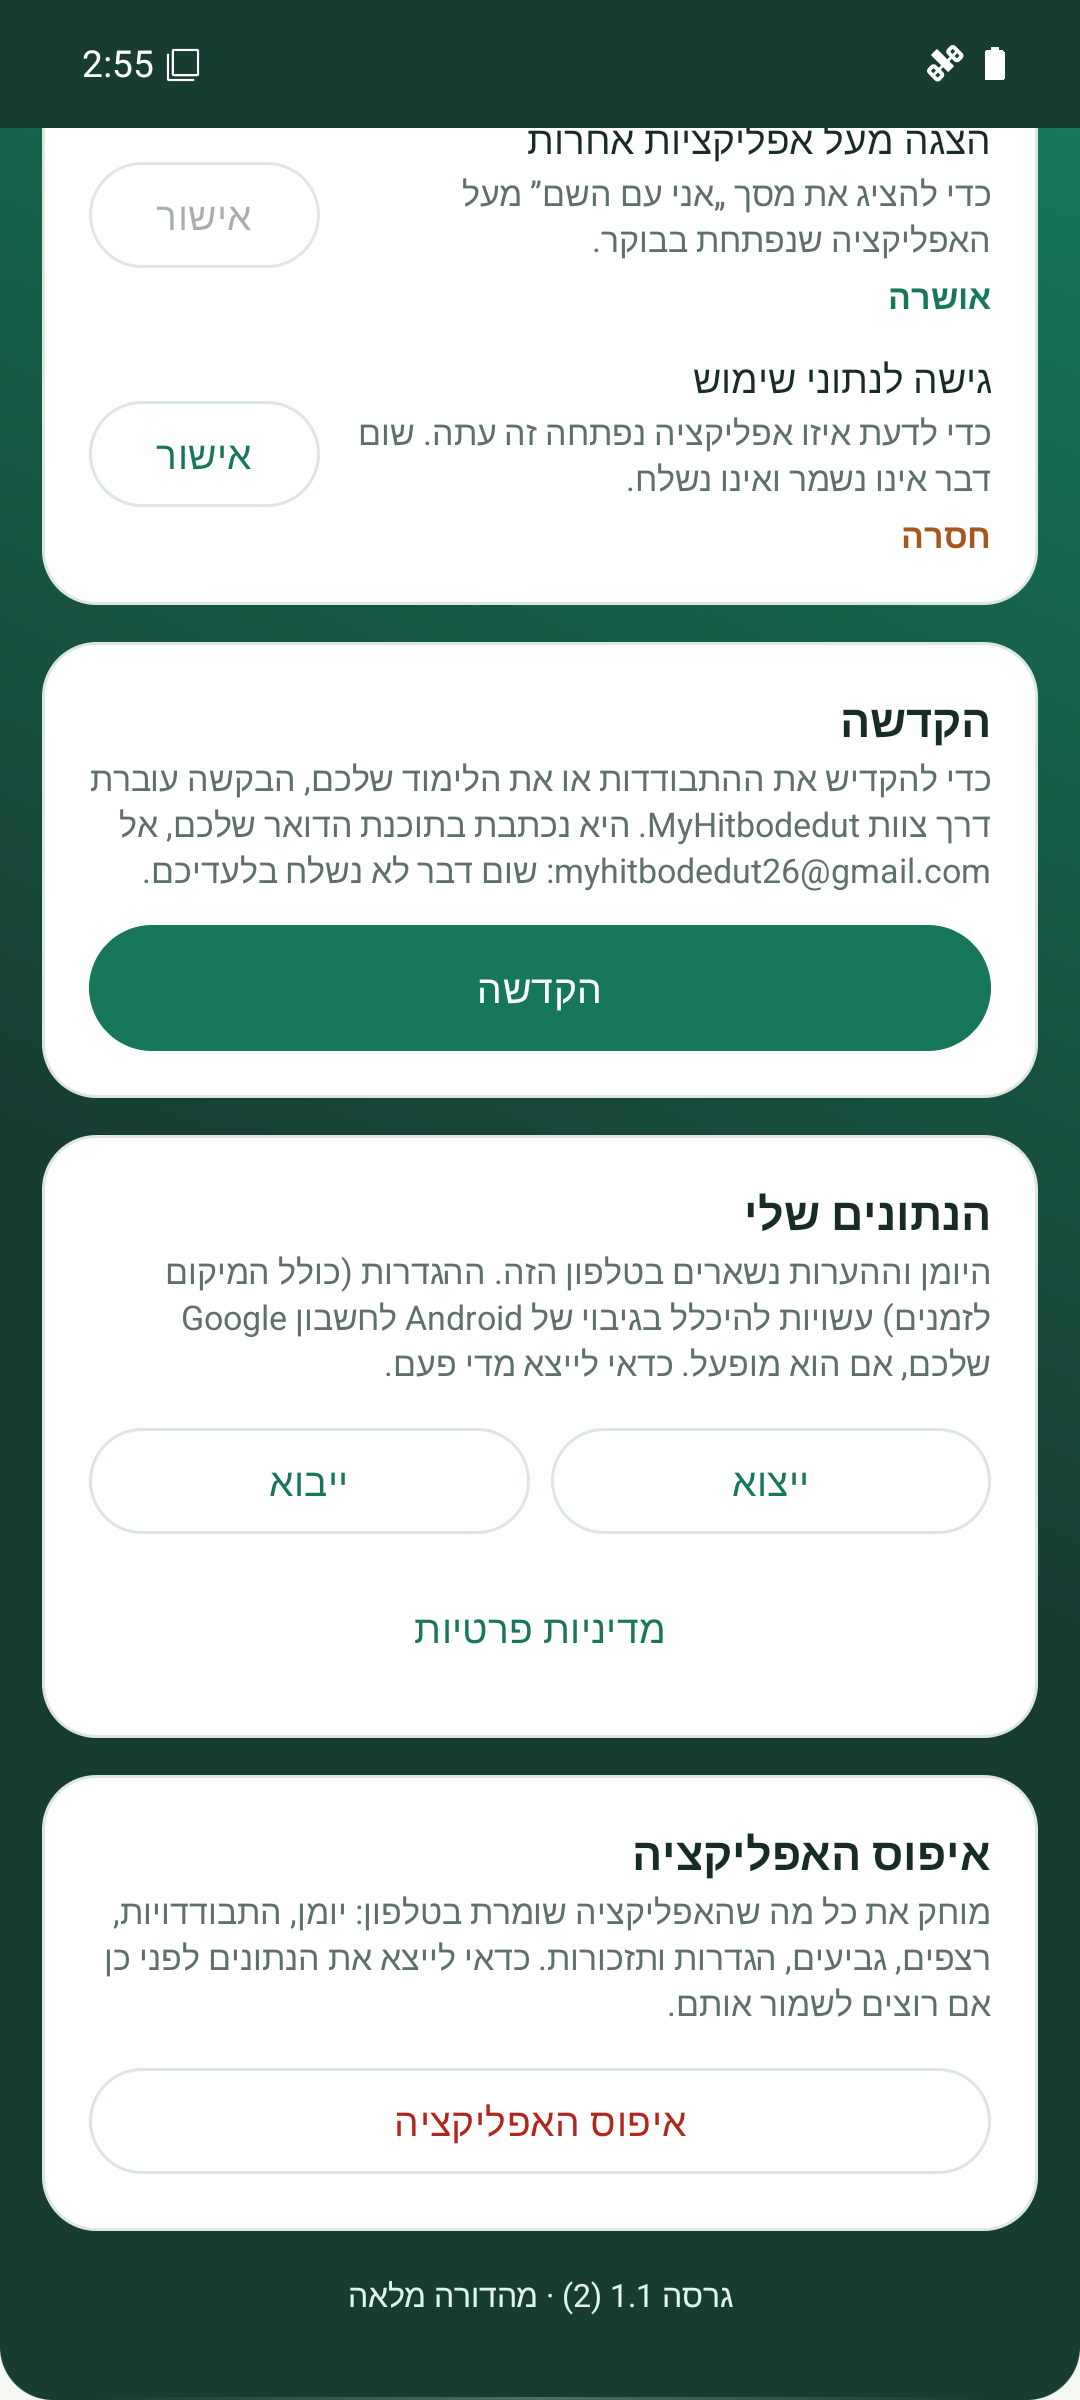 2:55
הצגה מעל אפליקציות אחרות
כדי להציג את מסך „אני עם השם” מעל
האפליקציה שנפתחת בבוקר.
אישור
אושרה
גישה לנתוני שימוש
כדי לדעת איזו אפליקציה נפתחה זה עתה. שום
דבר אינו נשמר ואינו נשלח.
אישור
חסרה
הקדשה
כדי להקדיש את ההתבודדות או את הלימוד שלכם, הבקשה עוברת
דרך צוות MyHitbodedut. היא נכתבת בתוכנת הדואר שלכם, אל
myhitbodedut26@gmail.com: שום דבר לא נשלח בלעדיכם.
הקדשה
הנתונים שלי
היומן וההערות נשארים בטלפון הזה. ההגדרות (כולל המיקום
לזמנים) עשויות להיכלל בגיבוי של Android לחשבון Google
שלכם, אם הוא מופעל. כדאי לייצא מדי פעם.
ייצוא
ייבוא
מדיניות פרטיות
איפוס האפליקציה
מוחק את כל מה שהאפליקציה שומרת בטלפון: יומן, התבודדויות,
רצפים, גביעים, הגדרות ותזכורות. כדאי לייצא את הנתונים לפני כן
אם רוצים לשמור אותם.
איפוס האפליקציה
גרסה 1.1 (2) · מהדורה מלאה